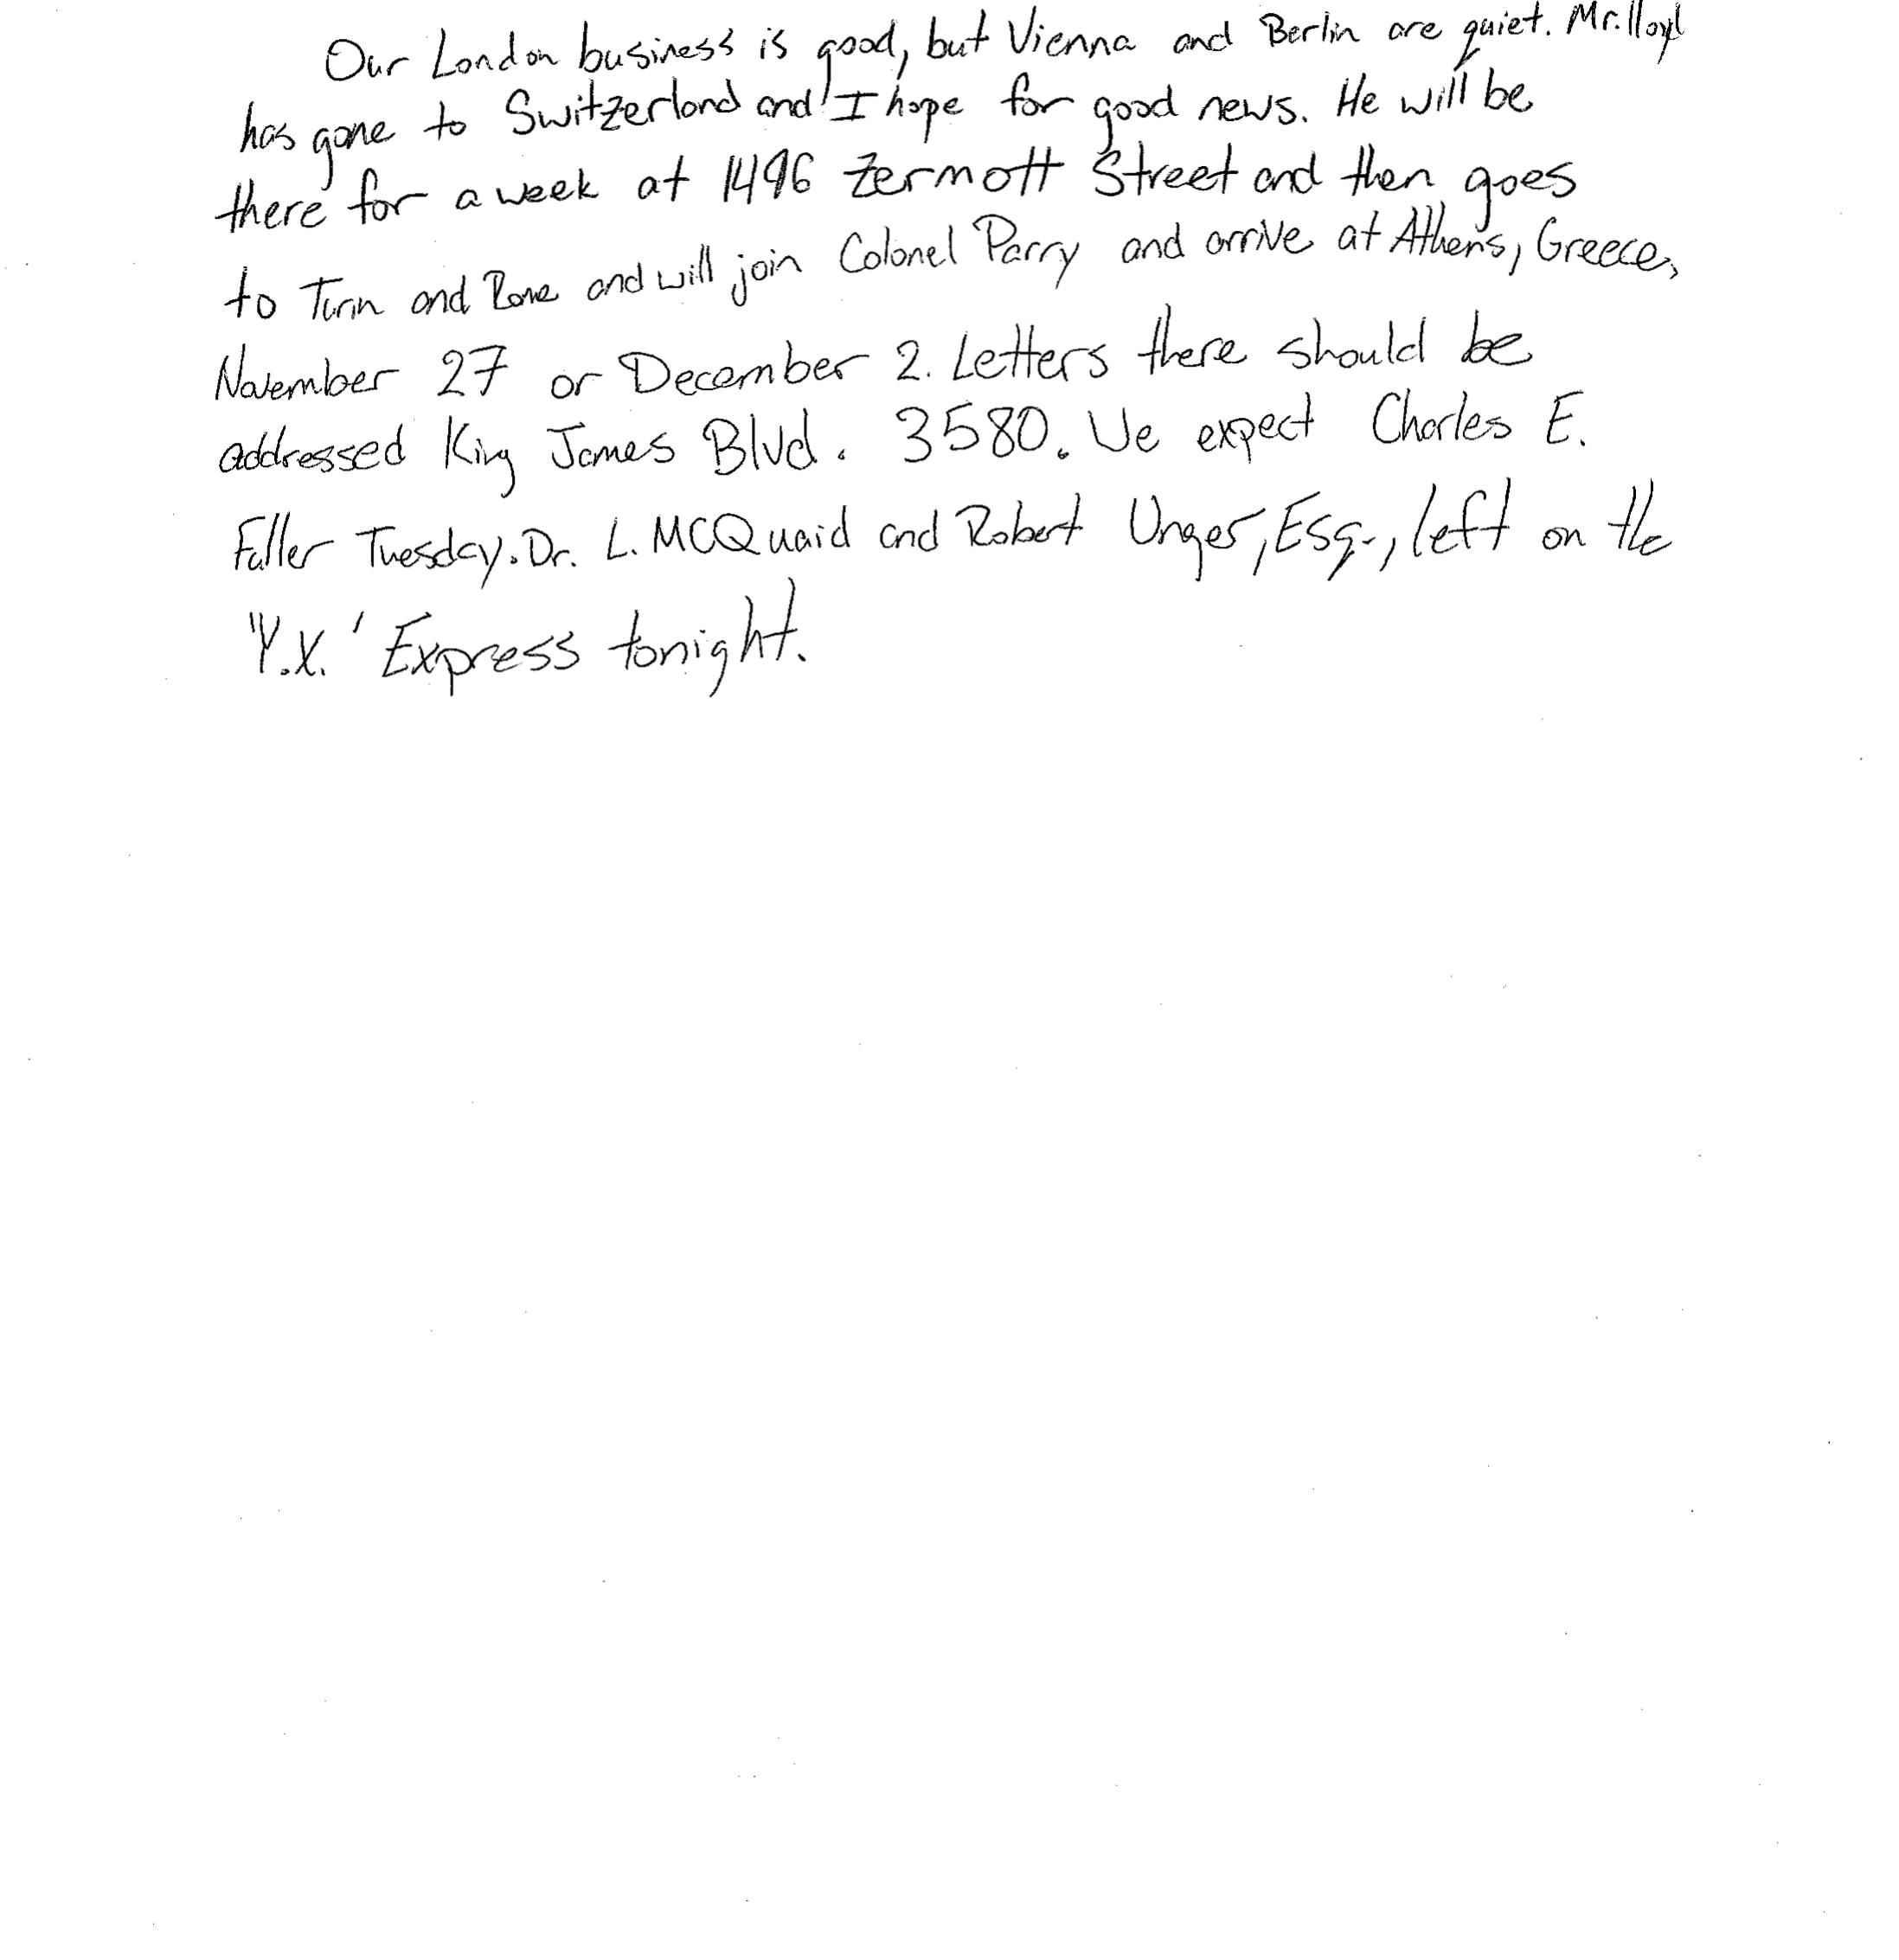 Our London business is good, but Vienna and Berlin are quiet. Mr. lloyd
has gone to Switzerland and I hope for good news. He will be
there for a week at 1496 Zermott Street and then goes
to Turin and Rome and will join Colonel Parry and arrive at Athens, Greece,
November 27 or December 2. Letters there should be
addressed King James Blvd. 3580. We expect Charles E.
Fuller Tuesday. Dr. L. MCQuaid and Robert Unger, Esq., left on the
"Y.X.' Express tonight.